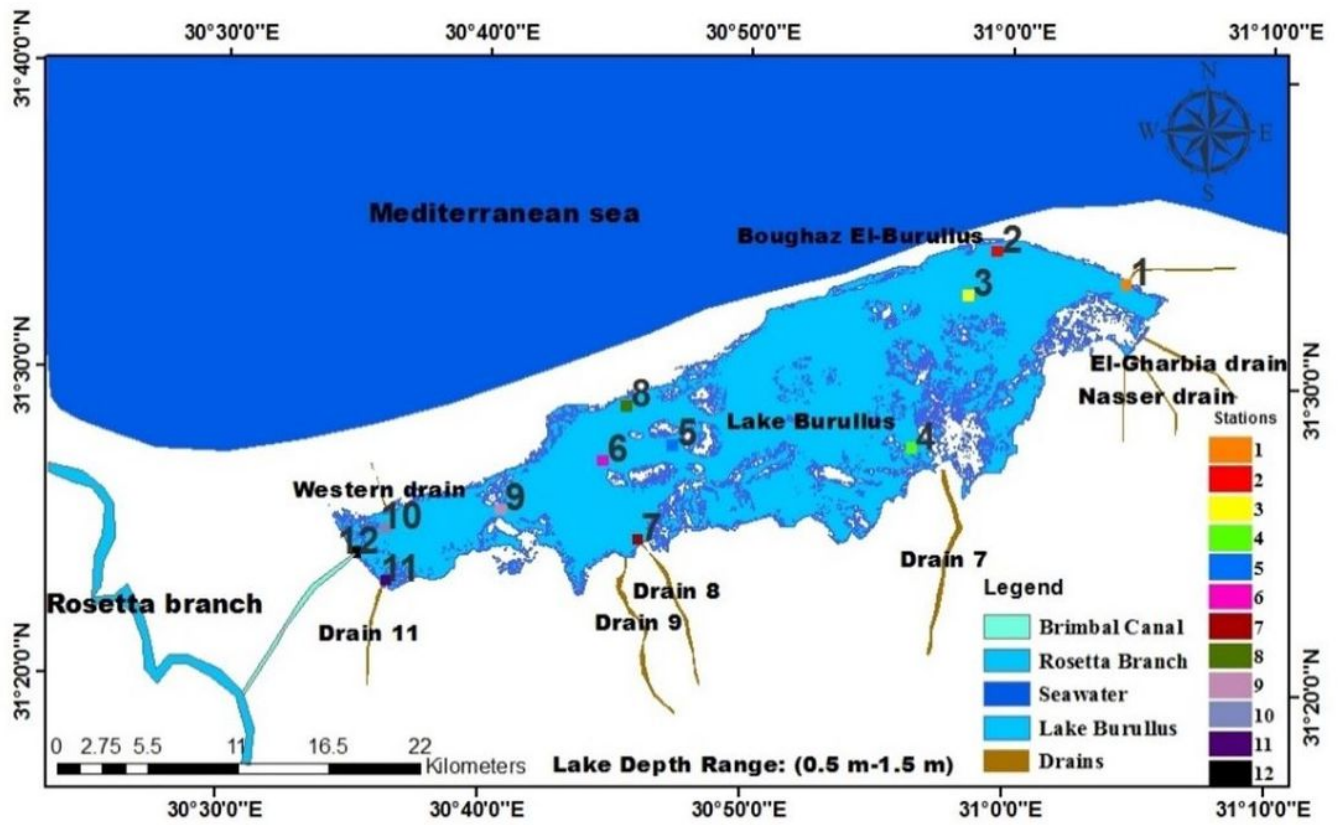 30°30'0"E 30°40'0"E 30°50'0"E 31°0'0"E 31°10'0"E
31°40'0"N
N
W E
S
Mediterranean sea
Boughaz El-Burullus
2
1
3
31°30'0"N
El-Gharbia drain
31°30'0"N
Nasser drain
8
Lake Burullus
5
4
6
Stations
1
2
3
4
5
6
7
8
9
10
11
12
Western drain
9
10
12
7
11
Drain 7
Rosetta branch
Drain 8
Drain 9
Drain 11
Legend
Brimbal Canal
Rosetta Branch
Seawater
Lake Burullus
Drains
31°20'0"N
31°20'0"N
0 2.75 5.5 11 16.5 22
Kilometers
Lake Depth Range: (0.5 m-1.5 m)
30°30'0"E 30°40'0"E 30°50'0"E 31°0'0"E 31°10'0"E